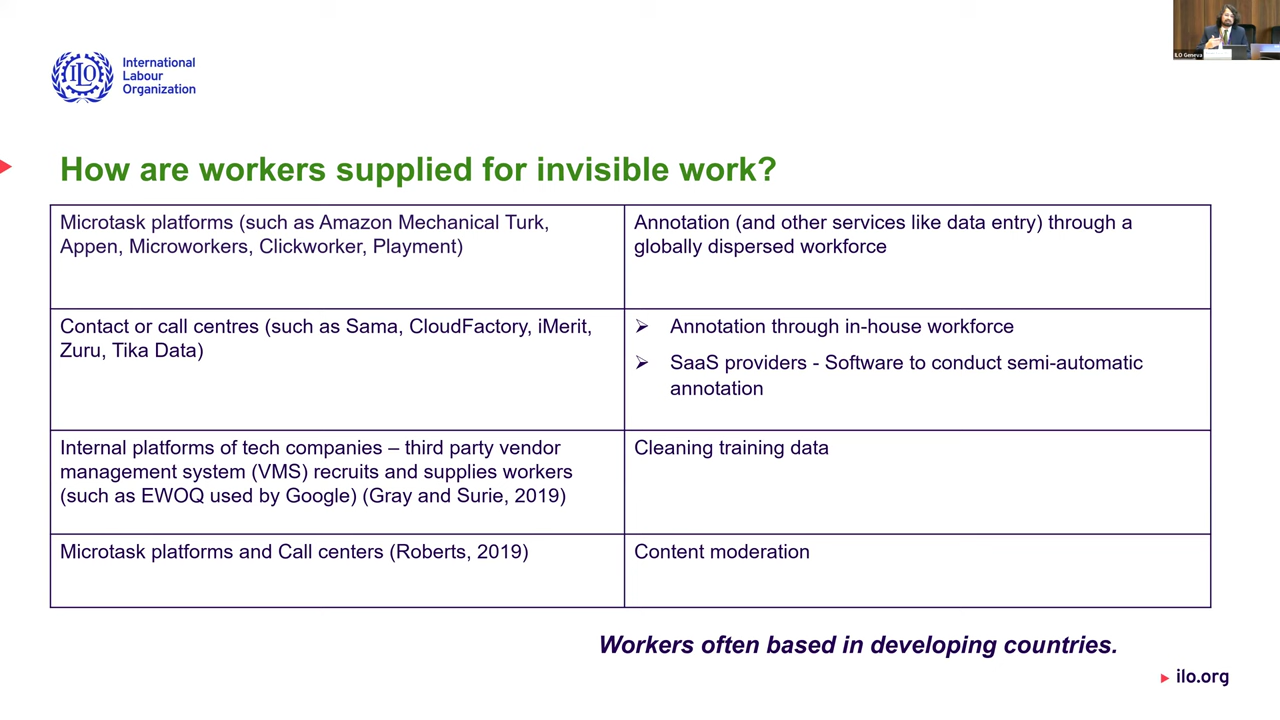 ILO Geneva
ILO
International
Labour
Organization
How are workers supplied for invisible work?
Microtask platforms (such as Amazon Mechanical Turk,
Appen, Microworkers, Clickworker, Playment)
Annotation (and other services like data entry) through a
globally dispersed workforce
Contact or call centres (such as Sama, CloudFactory, iMerit,
Zuru, Tika Data)
Annotation through in-house workforce
SaaS providers - Software to conduct semi-automatic
annotation
Internal platforms of tech companies – third party vendor
management system (VMS) recruits and supplies workers
(such as EWOQ used by Google) (Gray and Surie, 2019)
Cleaning training data
Microtask platforms and Call centers (Roberts, 2019)
Content moderation
Workers often based in developing countries.
ilo.org